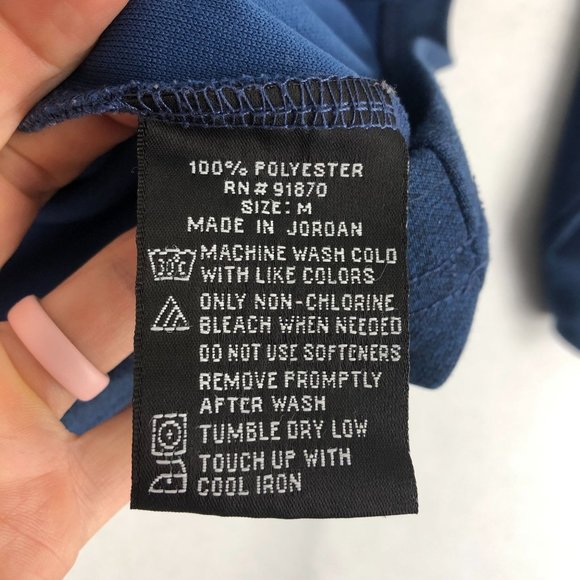 100% POLYESTER
RN# 91870
SIZE: M
MADE IN JORDAN
30°C MACHINE WASH COLD
WITH LIKE COLORS
ONLY NON-CHLORINE
BLEACH WHEN NEEDED
DO NOT USE SOFTENERS
REMOVE PROMPTLY
AFTER WASH
TUMBLE DRY LOW
TOUCH UP WITH
COOL IRON